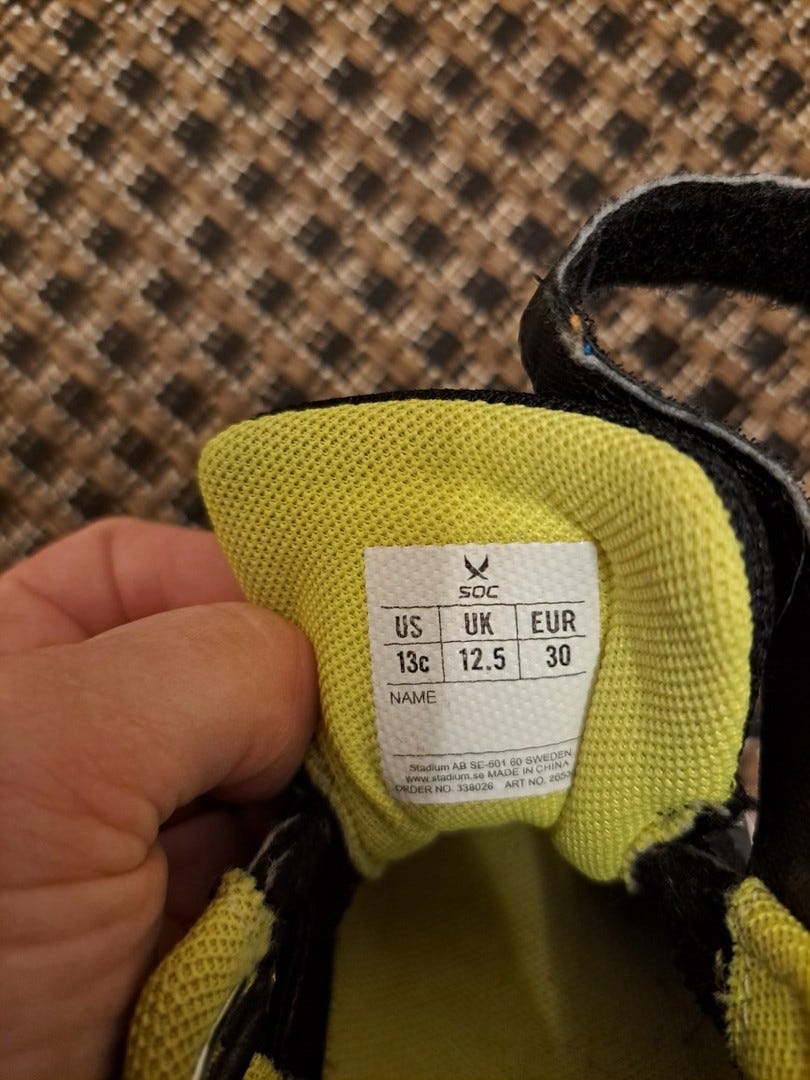 SOC
US UK EUR
13c 12.5 30
NAME
Stadium AB SE-601 60 SWEDEN
www.stadium.se MADE IN CHINA
ORDER NO. 338026 ART NO.